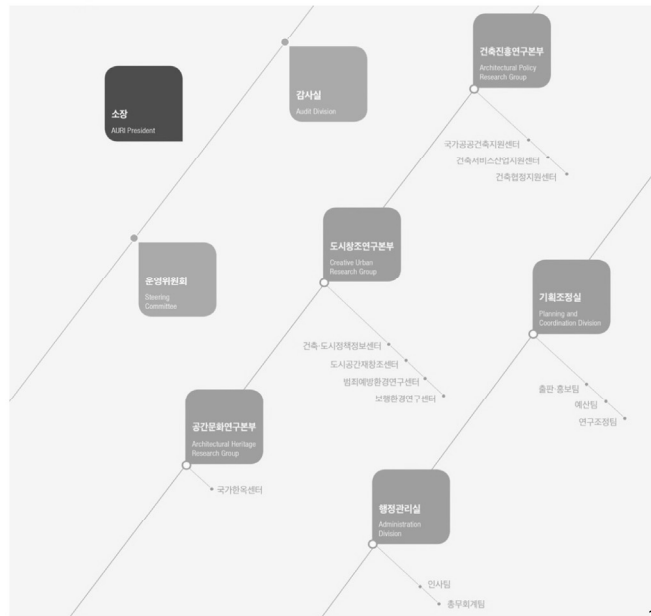 건축진흥연구본부
Architectural Policy
Research Group
감사실
Audit Division
소장
AURI President
국가공공건축지원센터
건축서비스산업지원센터
건축협정지원센터
도시창조연구본부
Creative Urban
Research Group
운영위원회
Steering
Committee
기획조정실
Planning and
Coordination Division
건축·도시정책정보센터
도시공간재창조센터
범죄예방환경연구센터
보행환경연구센터
출판·홍보팀
예산팀
연구조정팀
공간문화연구본부
Architectural Heritage
Research Group
국가한옥센터
행정관리실
Administration
Division
인사팀
총무회계팀